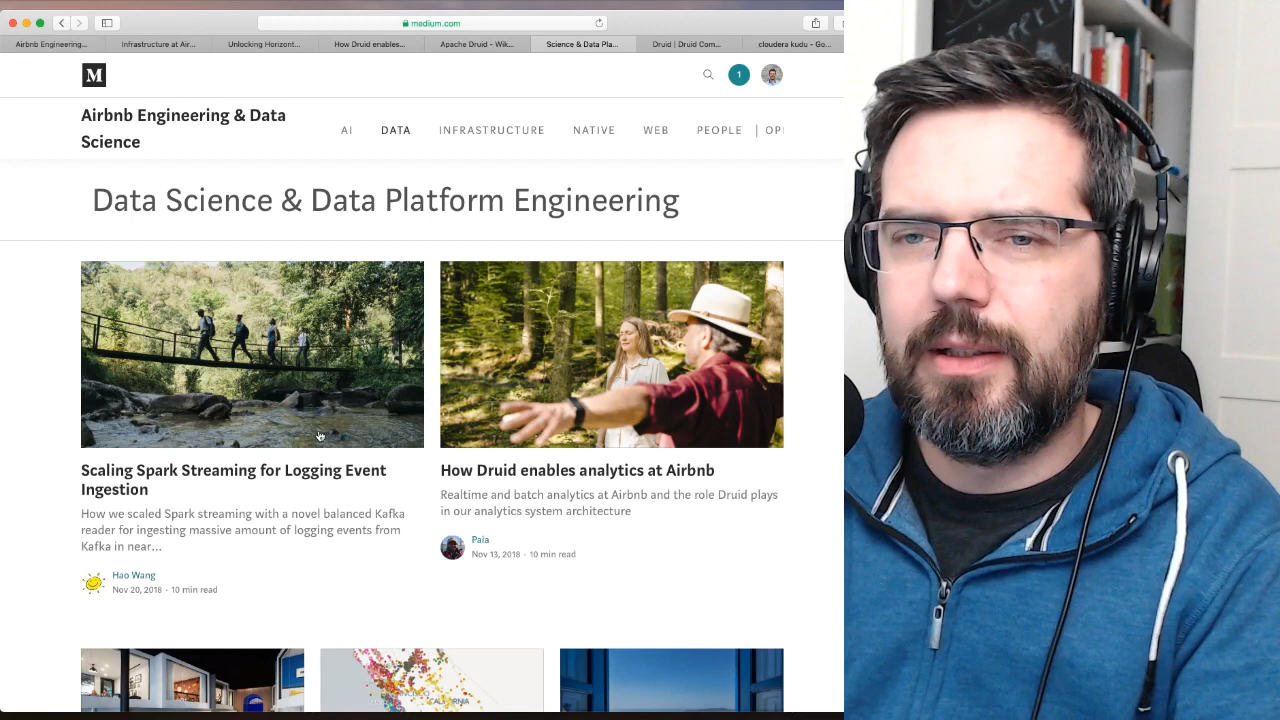 medium.com
Airbnb Engineering...
Infrastructure at Air...
Unlocking Horizont...
How Druid enables...
Apache Druid - Wik...
Science & Data Pla...
Druid | Druid Com...
cloudera kudu - Go...
M
1
Airbnb Engineering & Data
Science
AI
DATA
INFRASTRUCTURE
NATIVE
WEB
PEOPLE
OP
Data Science & Data Platform Engineering
Scaling Spark Streaming for Logging Event
Ingestion
How we scaled Spark streaming with a novel balanced Kafka
reader for ingesting massive amount of logging events from
Kafka in near...
Hao Wang
Nov 20, 2018 · 10 min read
How Druid enables analytics at Airbnb
Realtime and batch analytics at Airbnb and the role Druid plays
in our analytics system architecture
Nov 13, 2018 · 10 min read
CALIFORNIA